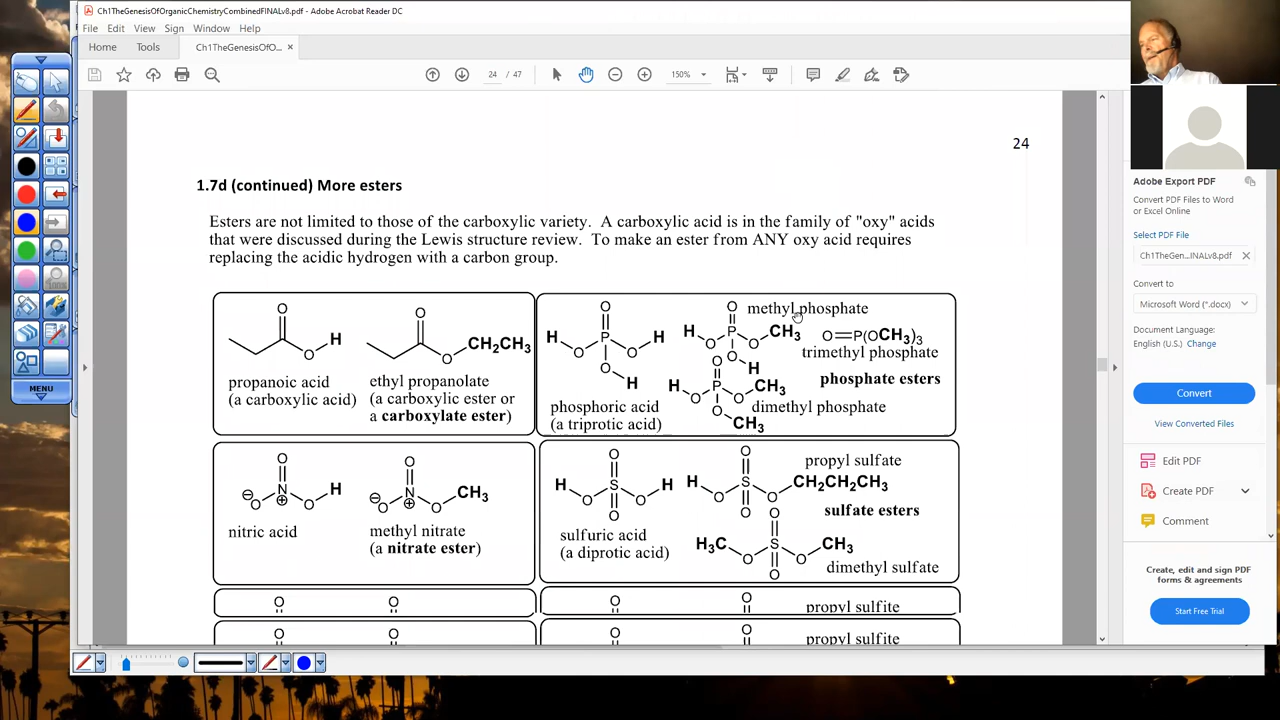 Ch1TheGenesisOfOrganicChemistryCombinedFINALv8.pdf - Adobe Acrobat Reader DC
File Edit View Sign Window Help
Home Tools Ch1TheGenesisOfO... ×
24 / 47 150%
24
1.7d (continued) More esters
Esters are not limited to those of the carboxylic variety. A carboxylic acid is in the family of "oxy" acids
that were discussed during the Lewis structure review. To make an ester from ANY oxy acid requires
replacing the acidic hydrogen with a carbon group.
O
O H
propanoic acid
(a carboxylic acid)
O
O CH₂CH₃
ethyl propanolate
(a carboxylic ester or
a carboxylate ester)
O
H O P O H
O
H
phosphoric acid
(a triprotic acid)
O methyl phosphate
H O P O CH₃
O
H
O=P(OCH₃)₃
trimethyl phosphate
phosphate esters
O
H O P O CH₃
O CH₃
dimethyl phosphate
O
⊖O N⊕ O H
nitric acid
O
⊖O N⊕ O CH₃
methyl nitrate
(a nitrate ester)
O
H O S O H
O
sulfuric acid
(a diprotic acid)
O propyl sulfate
H O S O CH₂CH₂CH₃
O
sulfate esters
O
H₃C O S O CH₃
O
dimethyl sulfate
O O O O propyl sulfite
O O O O propyl sulfite
MENU
Adobe Export PDF
Convert PDF Files to Word
or Excel Online
Select PDF File
Ch1TheGen...INALv8.pdf ×
Convert to
Microsoft Word (*.docx)
Document Language:
English (U.S.) Change
Convert
View Converted Files
Edit PDF
Create PDF
Comment
Create, edit and sign PDF
forms & agreements
Start Free Trial